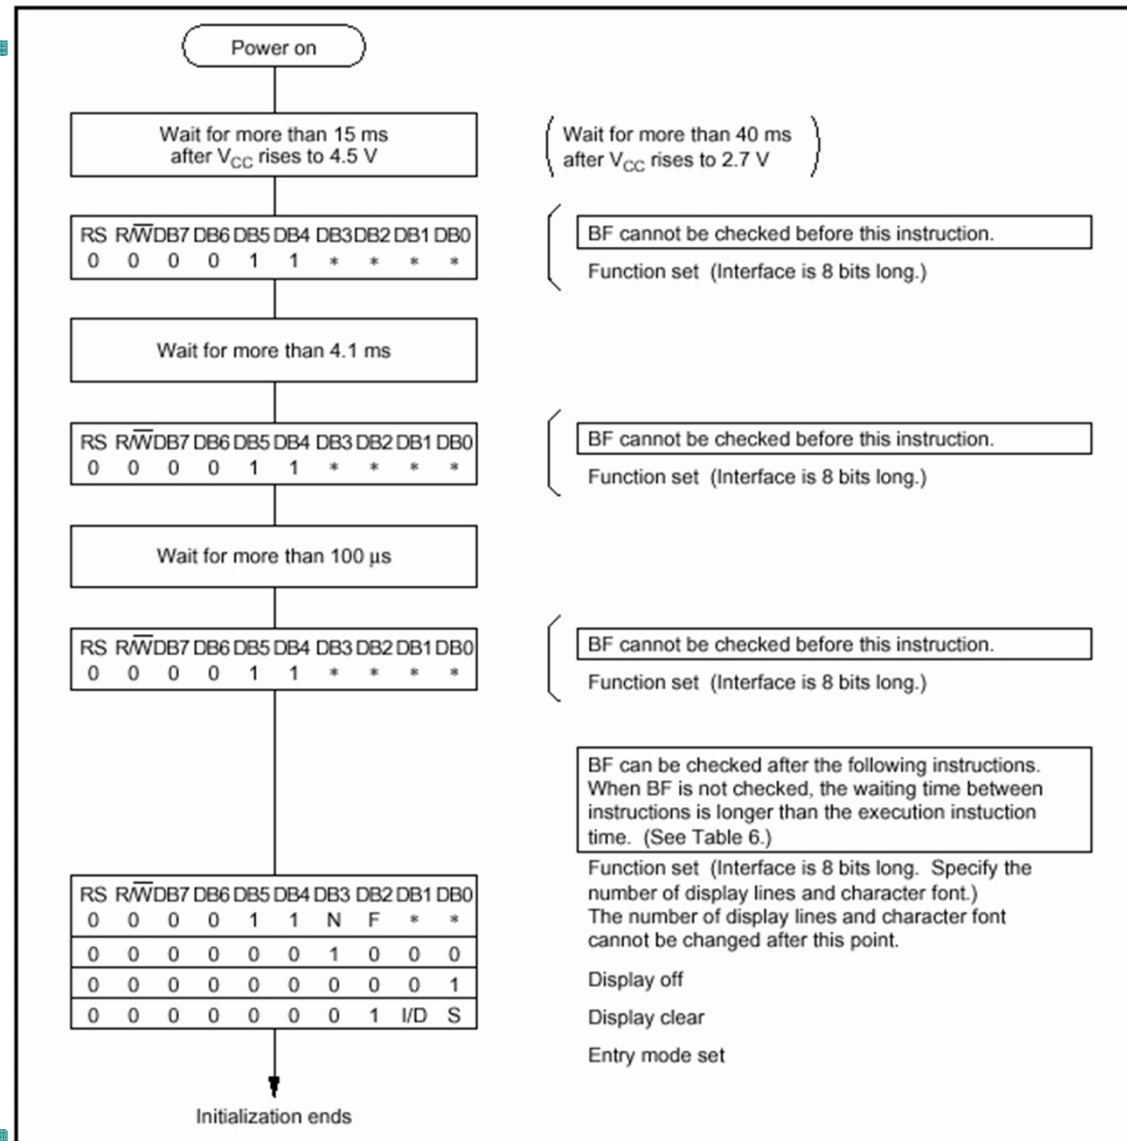 Power on
Wait for more than 15 ms
after VCC rises to 4.5 V
Wait for more than 40 ms
after VCC rises to 2.7 V
RS R/W DB7 DB6 DB5 DB4 DB3 DB2 DB1 DB0
0 0 0 0 1 1 * * * *
BF cannot be checked before this instruction.
Function set (Interface is 8 bits long.)
Wait for more than 4.1 ms
RS R/W DB7 DB6 DB5 DB4 DB3 DB2 DB1 DB0
0 0 0 0 1 1 * * * *
BF cannot be checked before this instruction.
Function set (Interface is 8 bits long.)
Wait for more than 100 µs
RS R/W DB7 DB6 DB5 DB4 DB3 DB2 DB1 DB0
0 0 0 0 1 1 * * * *
BF cannot be checked before this instruction.
Function set (Interface is 8 bits long.)
BF can be checked after the following instructions.
When BF is not checked, the waiting time between
instructions is longer than the execution instuction
time. (See Table 6.)
RS R/W DB7 DB6 DB5 DB4 DB3 DB2 DB1 DB0
0 0 0 0 1 1 N F * *
0 0 0 0 0 0 1 0 0 0
0 0 0 0 0 0 0 0 0 1
0 0 0 0 0 0 0 1 I/D S
Function set (Interface is 8 bits long. Specify the
number of display lines and character font.)
The number of display lines and character font
cannot be changed after this point.
Display off
Display clear
Entry mode set
Initialization ends